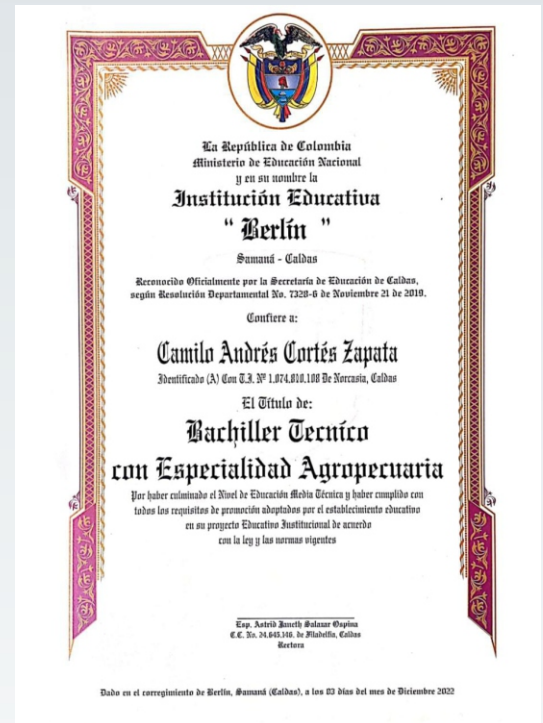 La República de Colombia
Ministerio de Educación Nacional
y en su nombre la
Institución Educativa
“ Berlín ”
Samaná - Caldas
Reconocido Oficialmente por la Secretaría de Educación de Caldas,
según Resolución Departamental No. 7328-6 de Noviembre 21 de 2019.
Confiere a:
Camilo Andrés Cortés Zapata
Identificado (A) Con T.I. Nº 1.074.810.108 De Norcasia, Caldas
El Título de:
Bachiller Tecníco
con Especialidad Agropecuaria
Por haber culminado el Nivel de Educación Media Técnica y haber cumplido con
todos los requisitos de promoción adoptados por el establecimiento educativo
en su proyecto Educativo Institucional de acuerdo
con la ley y las normas vigentes
Esp. Astrid Janeth Salazar Ospina
C.C. No. 24.645.146. de Filadelfia, Caldas
Rectora
Dado en el corregimiento de Berlín, Samaná (Caldas), a los 03 días del mes de Diciembre 2022